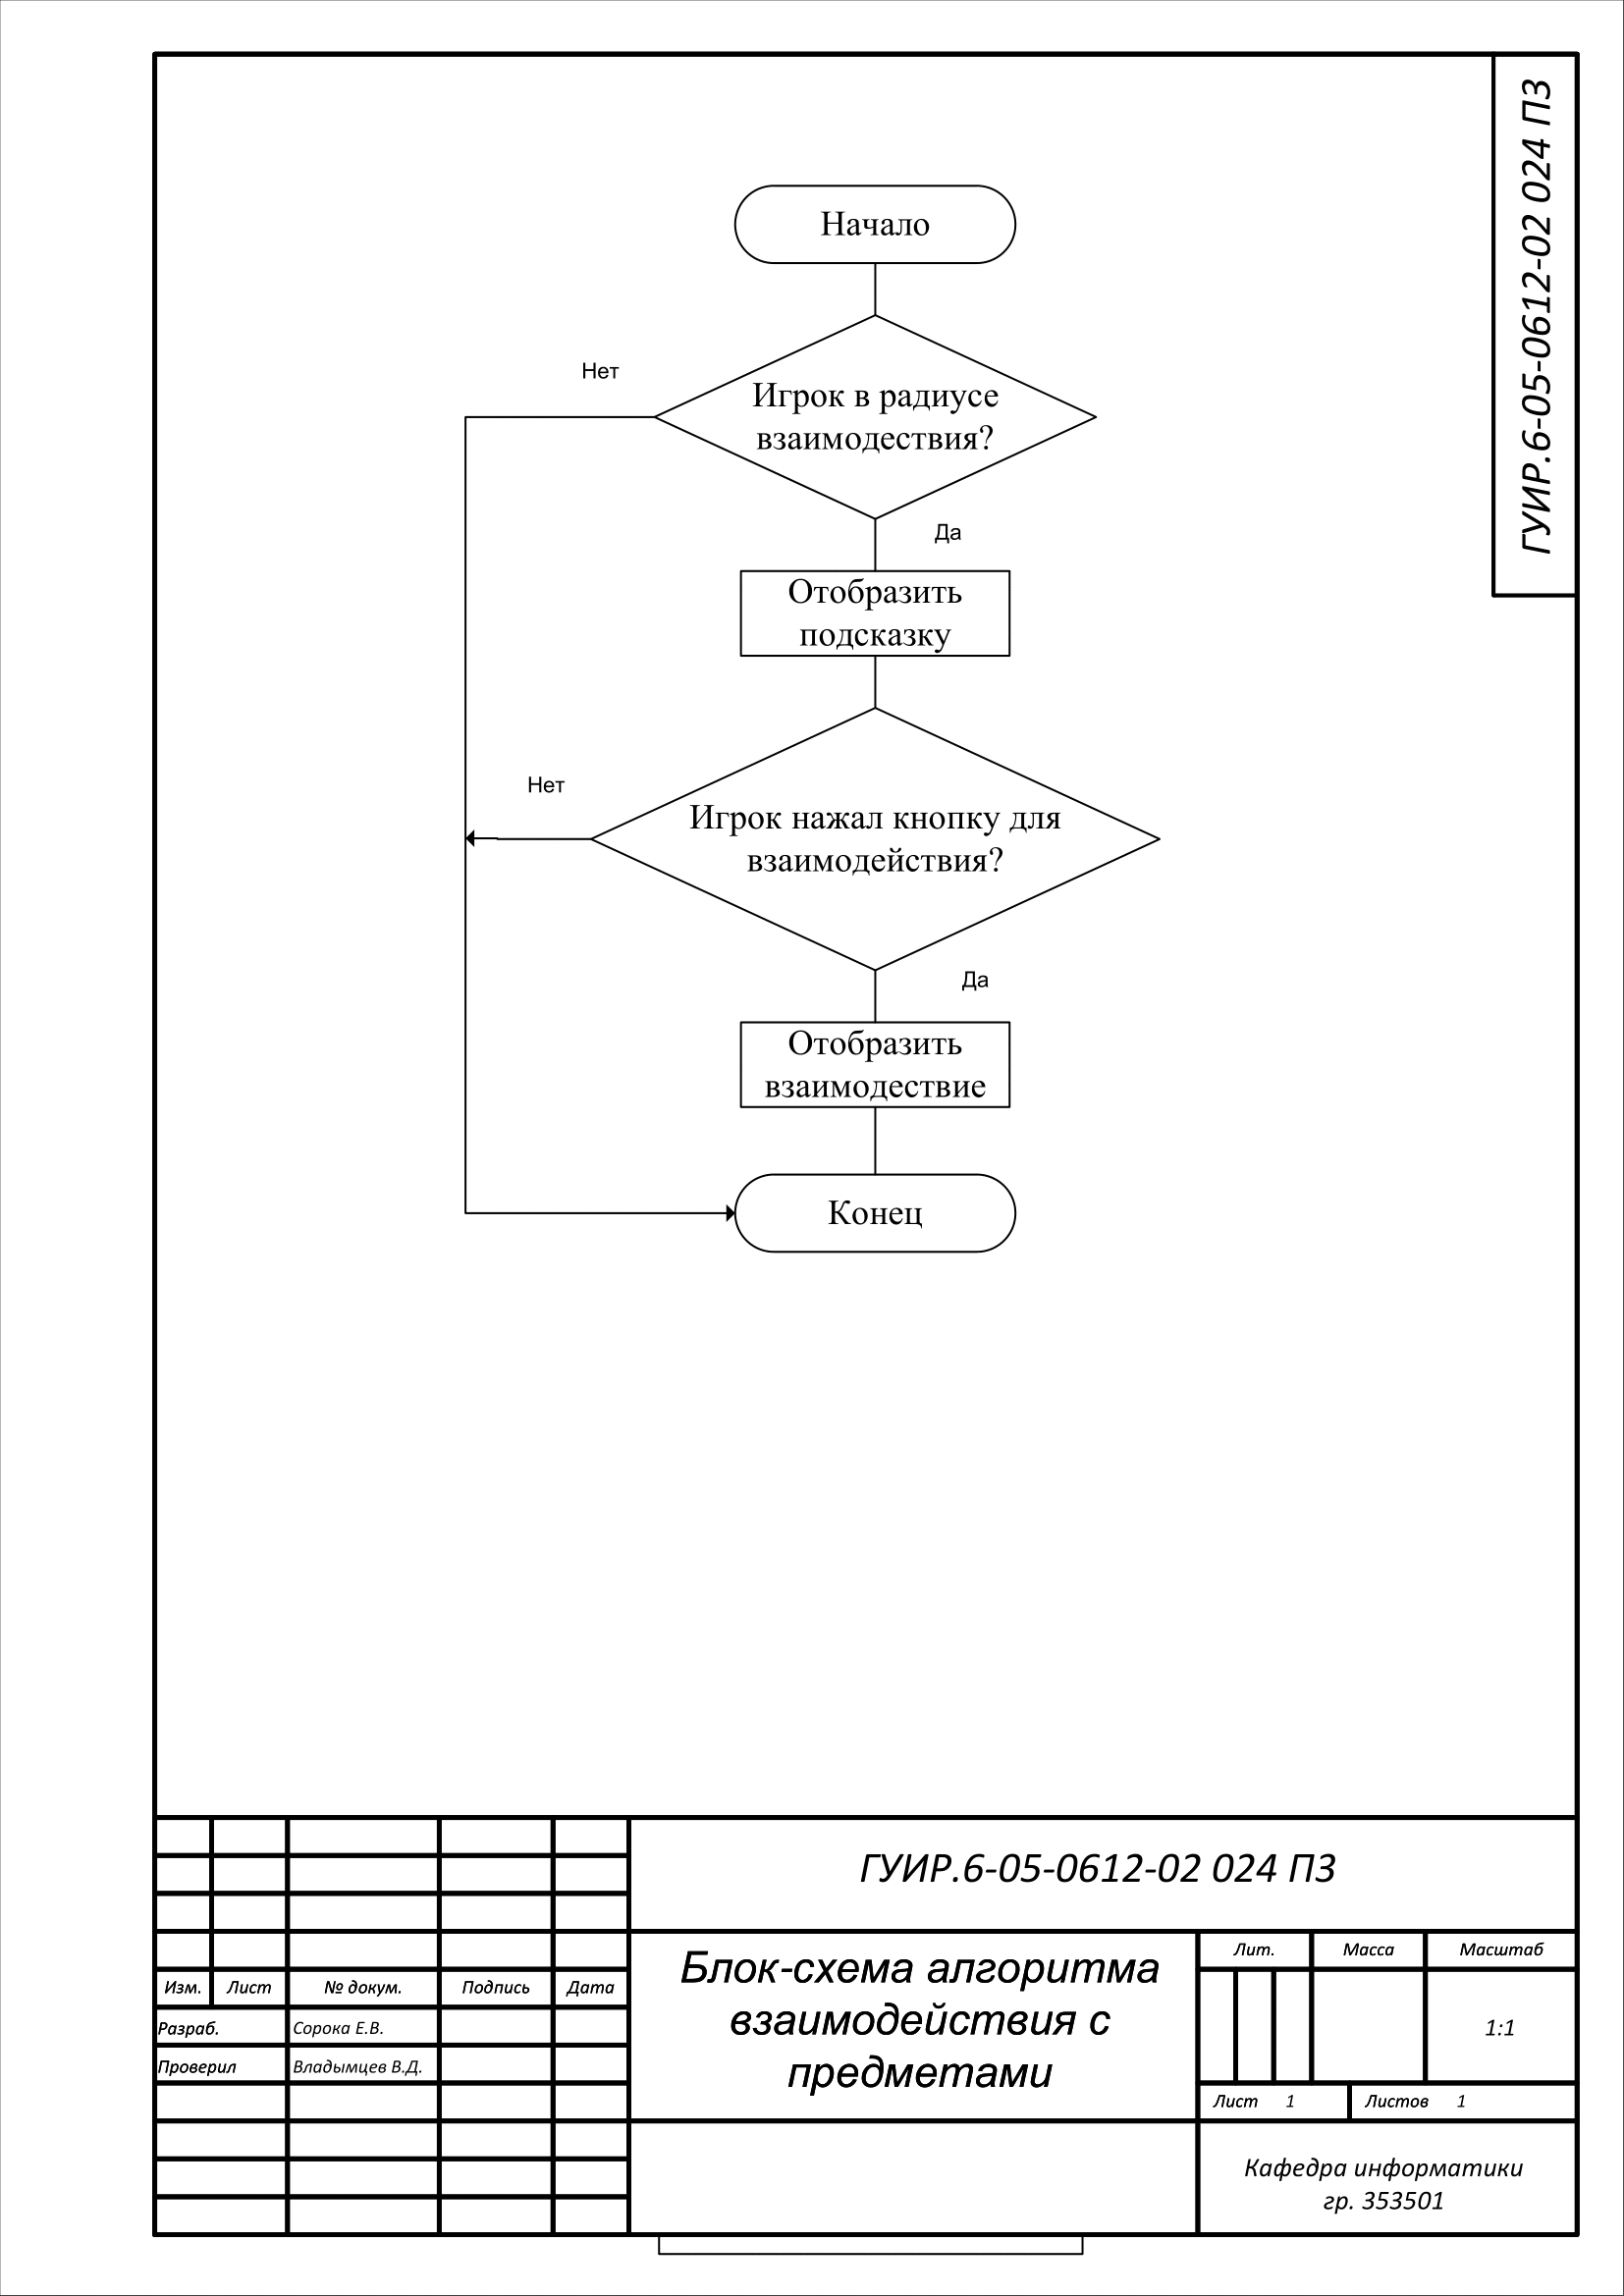 ГУИР.6-05-0612-02 024 ПЗ
Начало
Нет
Игрок в радиусе
взаимодествия?
Да
Отобразить
подсказку
Нет
Игрок нажал кнопку для
взаимодействия?
Да
Отобразить
взаимодествие
Конец
ГУИР.6-05-0612-02 024 ПЗ
Блок-схема алгоритма
взаимодействия с
предметами
Лит. Масса Масштаб
1:1
Лист 1 Листов 1
Изм. Лист № докум. Подпись Дата
Разраб. Сорока Е.В.
Проверил Владымцев В.Д.
Кафедра информатики
гр. 353501